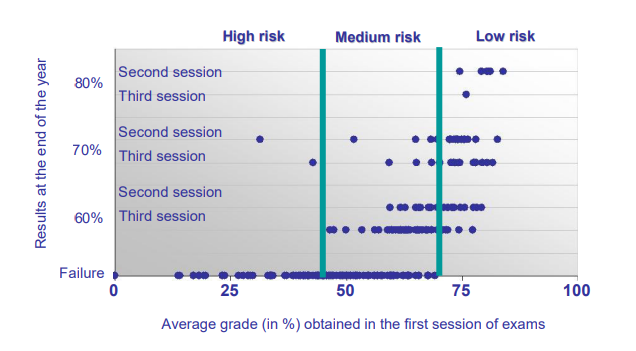 High risk Medium risk Low risk
Results at the end of the year
80%
Second session
Third session
70%
Second session
Third session
60%
Second session
Third session
Failure
0 25 50 75 100
Average grade (in %) obtained in the first session of exams